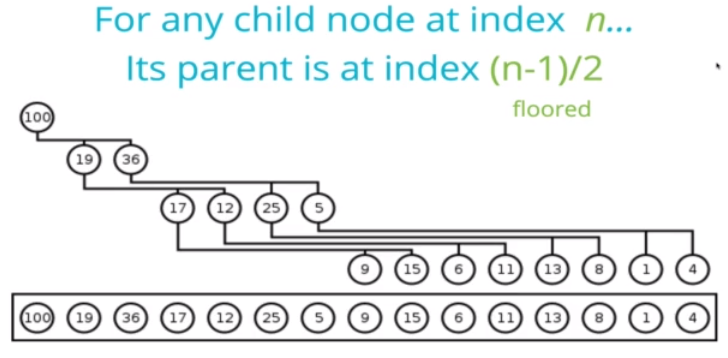 For any child node at index n...
Its parent is at index (n-1)/2
floored
100
19 36
17 12 25 5
9 15 6 11 13 8 1 4
100 19 36 17 12 25 5 9 15 6 11 13 8 1 4